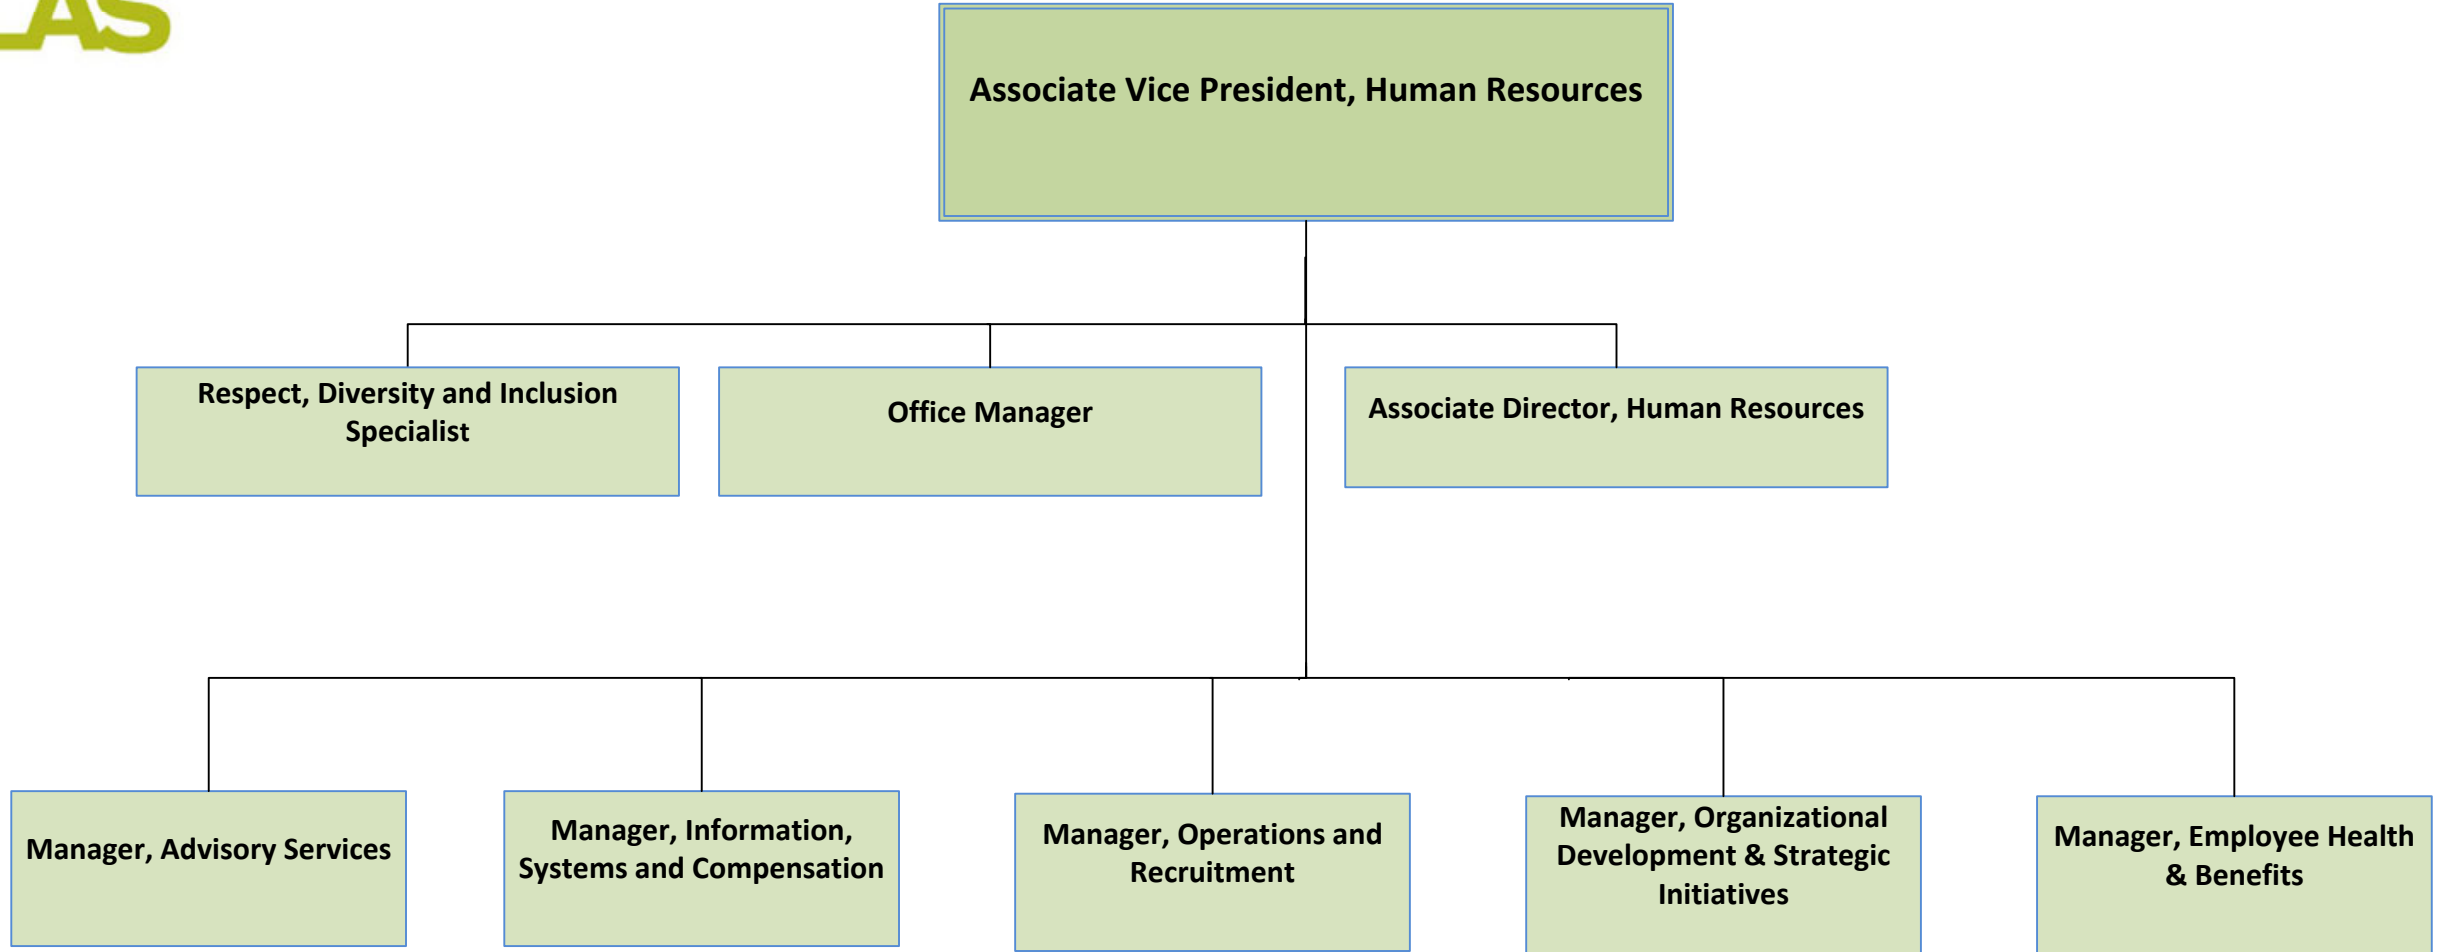 LAS
Associate Vice President, Human Resources
Respect, Diversity and Inclusion
Specialist
Office Manager
Associate Director, Human Resources
Manager, Advisory Services
Manager, Information,
Systems and Compensation
Manager, Operations and
Recruitment
Manager, Organizational
Development & Strategic
Initiatives
Manager, Employee Health
& Benefits